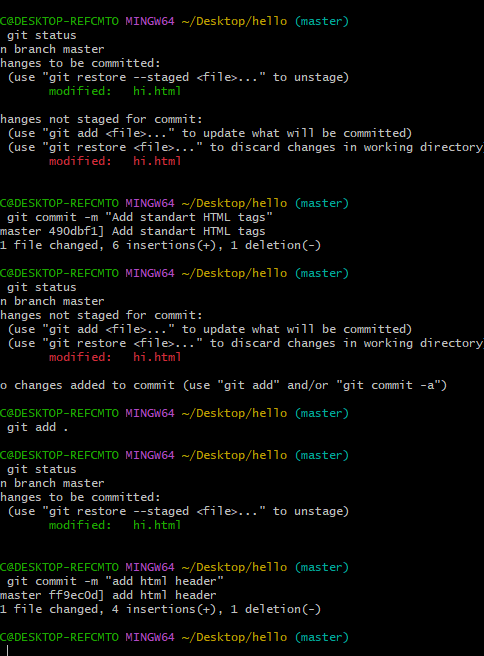 C@DESKTOP-REFCMTO MINGW64 ~/Desktop/hello (master)
git status
n branch master
hanges to be committed:
(use "git restore --staged <file>..." to unstage)
modified:   hi.html
hanges not staged for commit:
(use "git add <file>..." to update what will be committed)
(use "git restore <file>..." to discard changes in working directory
modified:   hi.html
C@DESKTOP-REFCMTO MINGW64 ~/Desktop/hello (master)
git commit -m "Add standart HTML tags"
master 490dbf1] Add standart HTML tags
1 file changed, 6 insertions(+), 1 deletion(-)
C@DESKTOP-REFCMTO MINGW64 ~/Desktop/hello (master)
git status
n branch master
hanges not staged for commit:
(use "git add <file>..." to update what will be committed)
(use "git restore <file>..." to discard changes in working directory
modified:   hi.html
o changes added to commit (use "git add" and/or "git commit -a")
C@DESKTOP-REFCMTO MINGW64 ~/Desktop/hello (master)
git add .
C@DESKTOP-REFCMTO MINGW64 ~/Desktop/hello (master)
git status
n branch master
hanges to be committed:
(use "git restore --staged <file>..." to unstage)
modified:   hi.html
C@DESKTOP-REFCMTO MINGW64 ~/Desktop/hello (master)
git commit -m "add html header"
master ff9ec0d] add html header
1 file changed, 4 insertions(+), 1 deletion(-)
C@DESKTOP-REFCMTO MINGW64 ~/Desktop/hello (master)